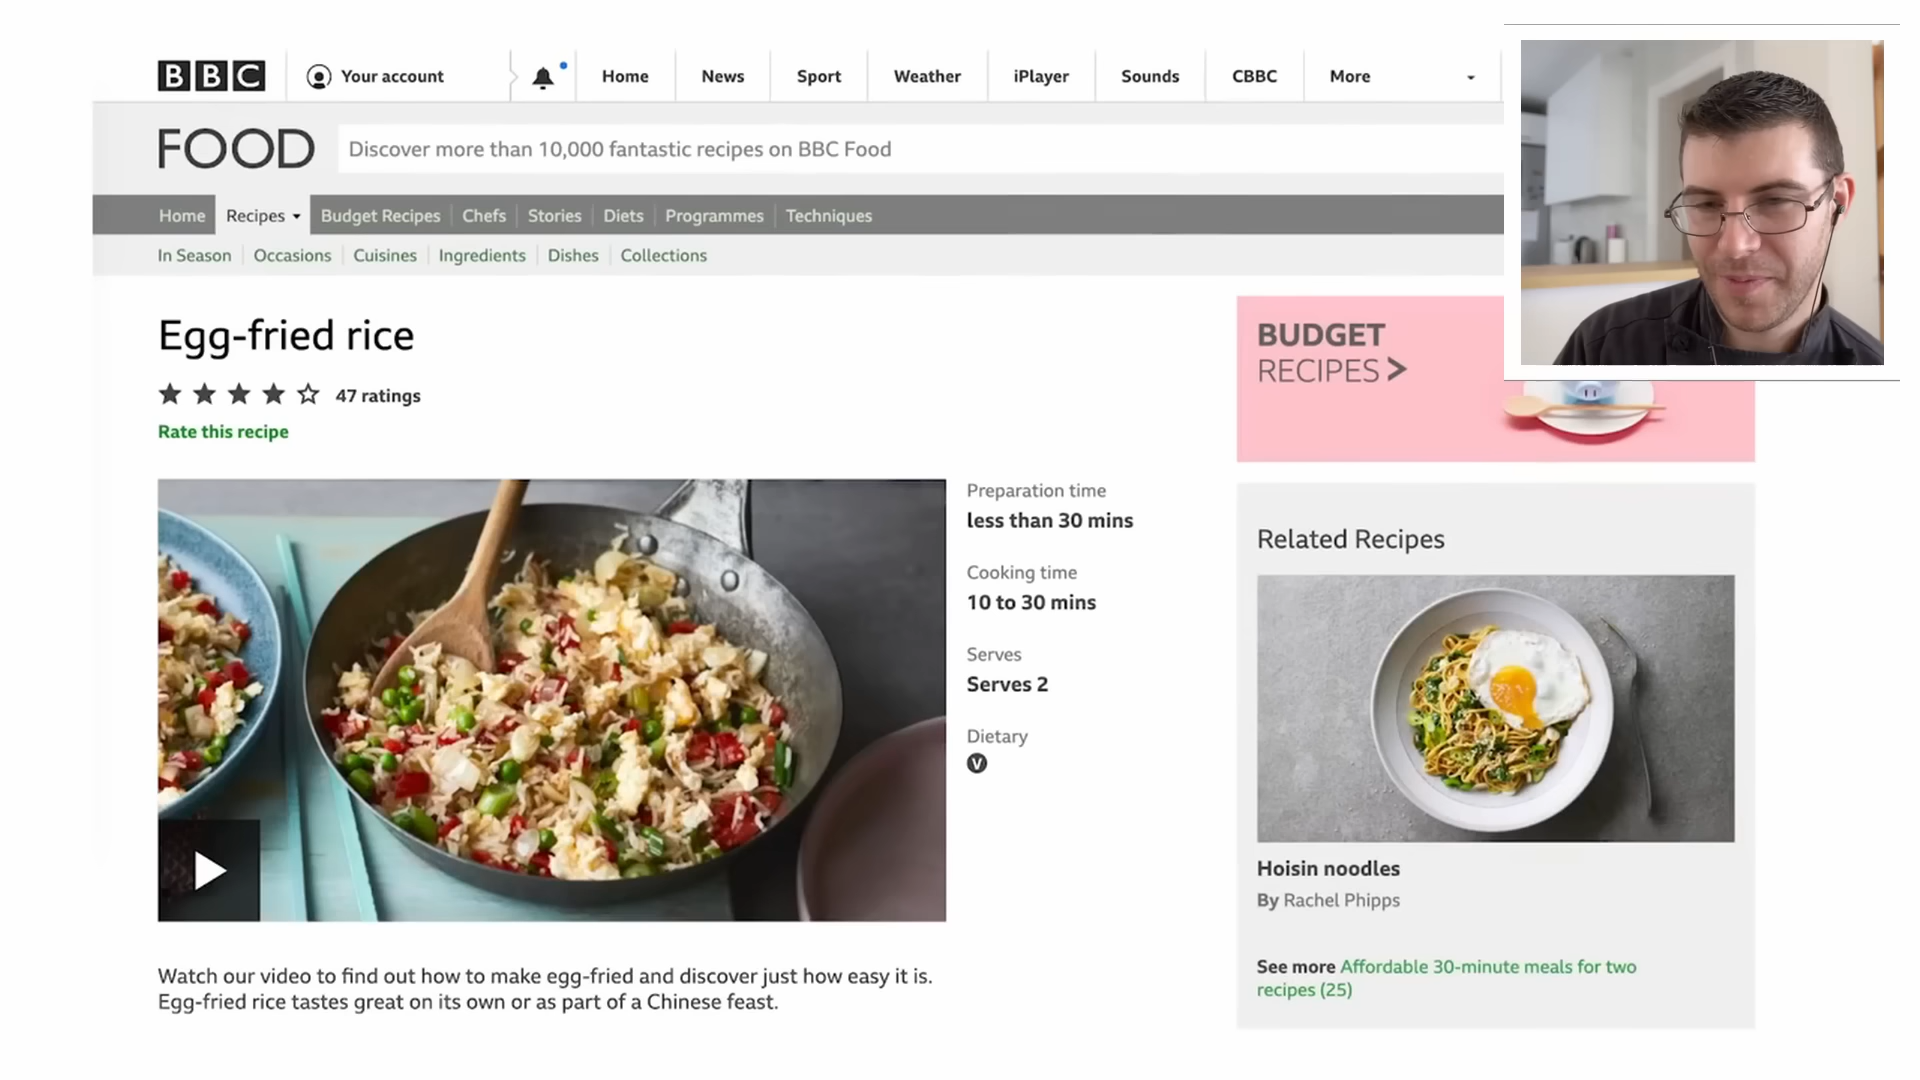 BBC
Your account
Home
News
Sport
Weather
iPlayer
Sounds
CBBC
More
FOOD
Discover more than 10,000 fantastic recipes on BBC Food
Home
Recipes
Budget Recipes
Chefs
Stories
Diets
Programmes
Techniques
In Season
Occasions
Cuisines
Ingredients
Dishes
Collections
Egg-fried rice
47 ratings
Rate this recipe
Preparation time
less than 30 mins
Cooking time
10 to 30 mins
Serves
Serves 2
Dietary
V
Watch our video to find out how to make egg-fried and discover just how easy it is.
Egg-fried rice tastes great on its own or as part of a Chinese feast.
BUDGET
RECIPES >
Related Recipes
Hoisin noodles
By Rachel Phipps
See more Affordable 30-minute meals for two
recipes (25)